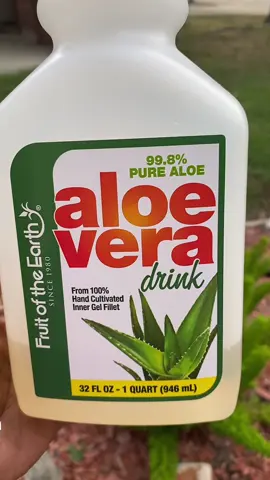 99.8%
PURE ALOE
aloe
vera
drink
From 100%
Hand Cultivated
Inner Gel Fillet
Fruit of the Earth®
SINCE 1980
32 FL OZ - 1 QUART (946 mL)